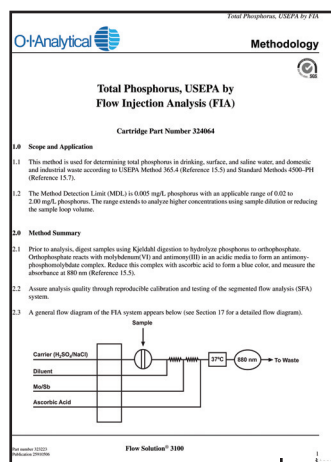 Total Phosphorus, USEPA by FIA
O·I·Analytical
Methodology
Total Phosphorus, USEPA by
Flow Injection Analysis (FIA)
Cartridge Part Number 324064
1.0 Scope and Application
1.1 This method is used for determining total phosphorus in drinking, surface, and saline water, and domestic
and industrial waste according to USEPA Method 365.4 (Reference 15.5) and Standard Methods 4500–PH
(Reference 15.7).
1.2 The Method Detection Limit (MDL) is 0.005 mg/L phosphorus with an applicable range of 0.02 to
2.00 mg/L phosphorus. The range extends to analyze higher concentrations using sample dilution or reducing
the sample loop volume.
2.0 Method Summary
2.1 Prior to analysis, digest samples using Kjeldahl digestion to hydrolyze phosphorus to orthophosphate.
Orthophosphate reacts with molybdenum(VI) and antimony(III) in an acidic media to form an antimony-
phosphomolybdate complex. Reduce this complex with ascorbic acid to form a blue color, and measure the
absorbance at 880 nm (Reference 15.5).
2.2 Assure analysis quality through reproducible calibration and testing of the segmented flow analysis (SFA)
system.
2.3 A general flow diagram of the FIA system appears below (see Section 17 for a detailed flow diagram).
Sample
Carrier (H₂SO₄/NaCl)
37°C
880 nm
To Waste
Diluent
Mo/Sb
Ascorbic Acid
Part number 323223
Publication 25910506
Flow Solution® 3100
1